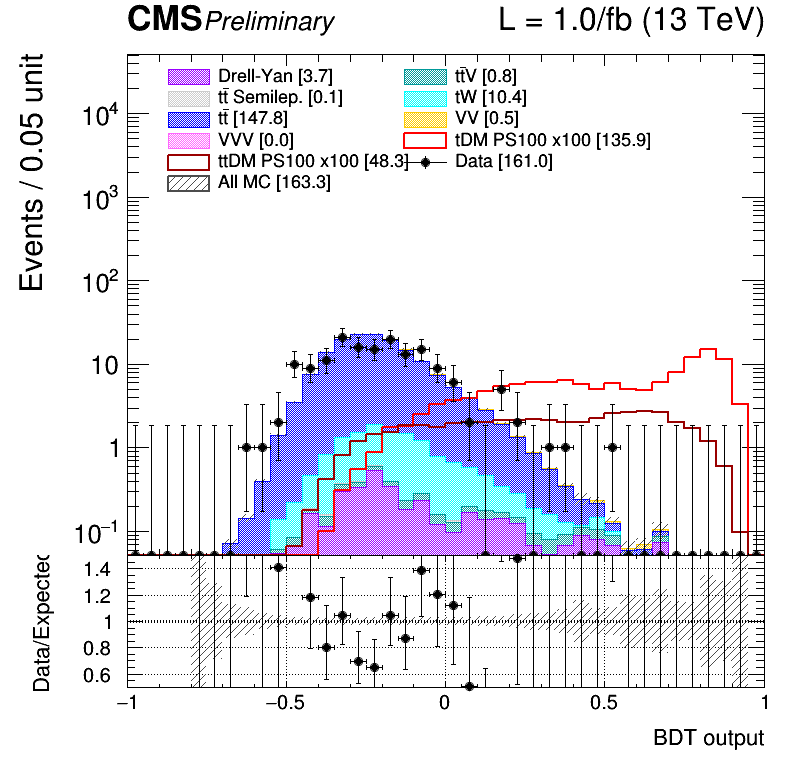 CMS Preliminary L = 1.0/fb (13 TeV)
Events / 0.05 unit
Drell-Yan [3.7] tt̄V [0.8]
tt̄ Semilep. [0.1] tW [10.4]
tt̄ [147.8] VV [0.5]
VVV [0.0] tDM PS100 x100 [135.9]
ttDM PS100 x100 [48.3] Data [161.0]
All MC [163.3]
10⁴
10³
10²
10
1
10⁻¹
Data/Expected
1.4
1.2
1
0.8
0.6
−1 −0.5 0 0.5 1
BDT output